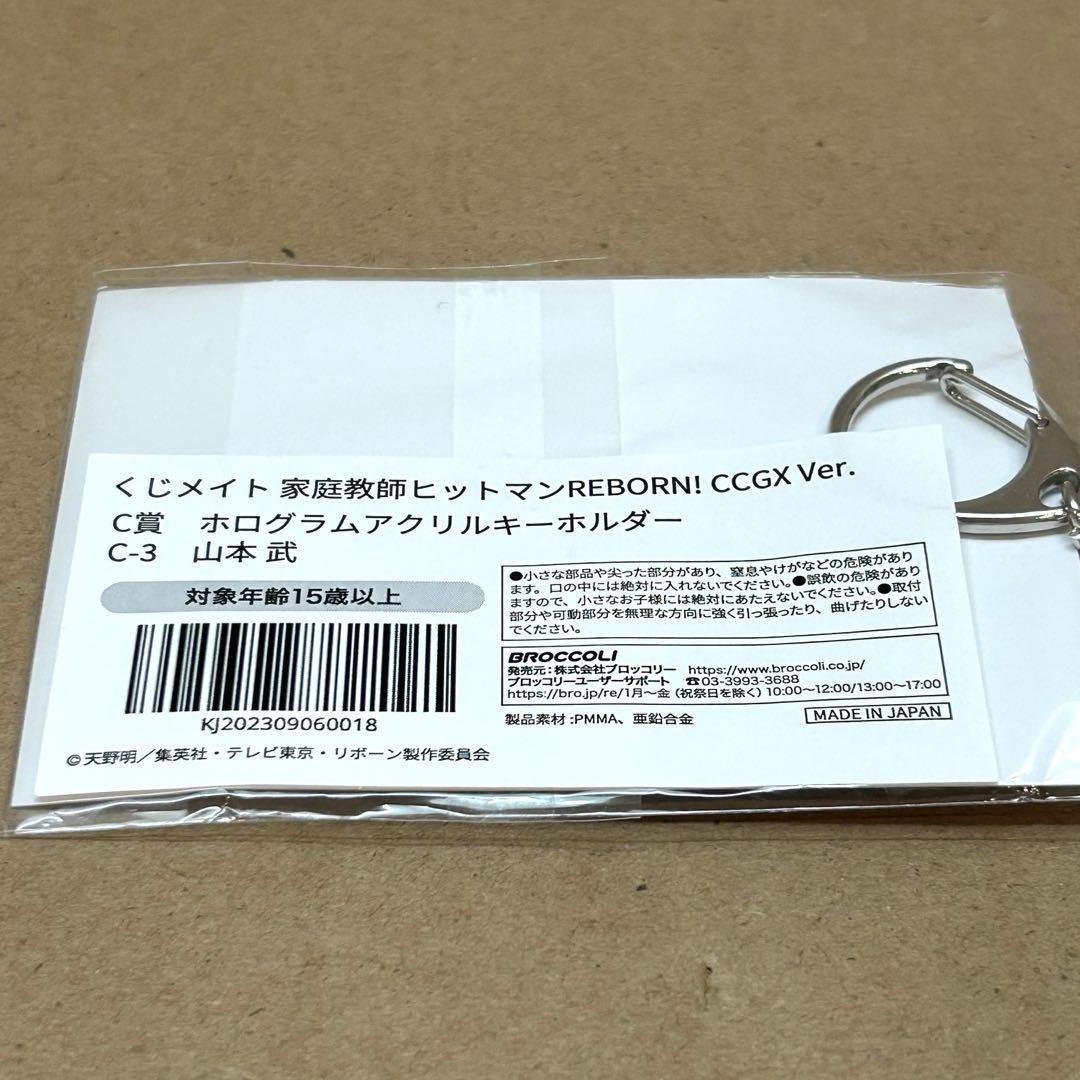 くじメイト 家庭教師ヒットマンREBORN! CCGX Ver.
C賞 ホログラムアクリルキーホルダー
C-3 山本 武
対象年齢15歳以上
KJ202309060018
©天野明／集英社・テレビ東京・リボーン製作委員会
●小さな部品や尖った部分があり、窒息やけがなどの危険があり
ます。口の中には絶対に入れないでください。●誤飲の危険があり
ますので、小さなお子様には絶対にあたえないでください。●取付
部分や可動部分を無理な方向に強く引っ張ったり、曲げたりしない
でください。
BROCCOLI
発売元：株式会社ブロッコリー https://www.broccoli.co.jp/
ブロッコリーユーザーサポート ☎03-3993-3688
https://bro.jp/re/1月～金（祝祭日を除く）10:00～12:00/13:00～17:00
製品素材:PMMA、亜鉛合金
MADE IN JAPAN